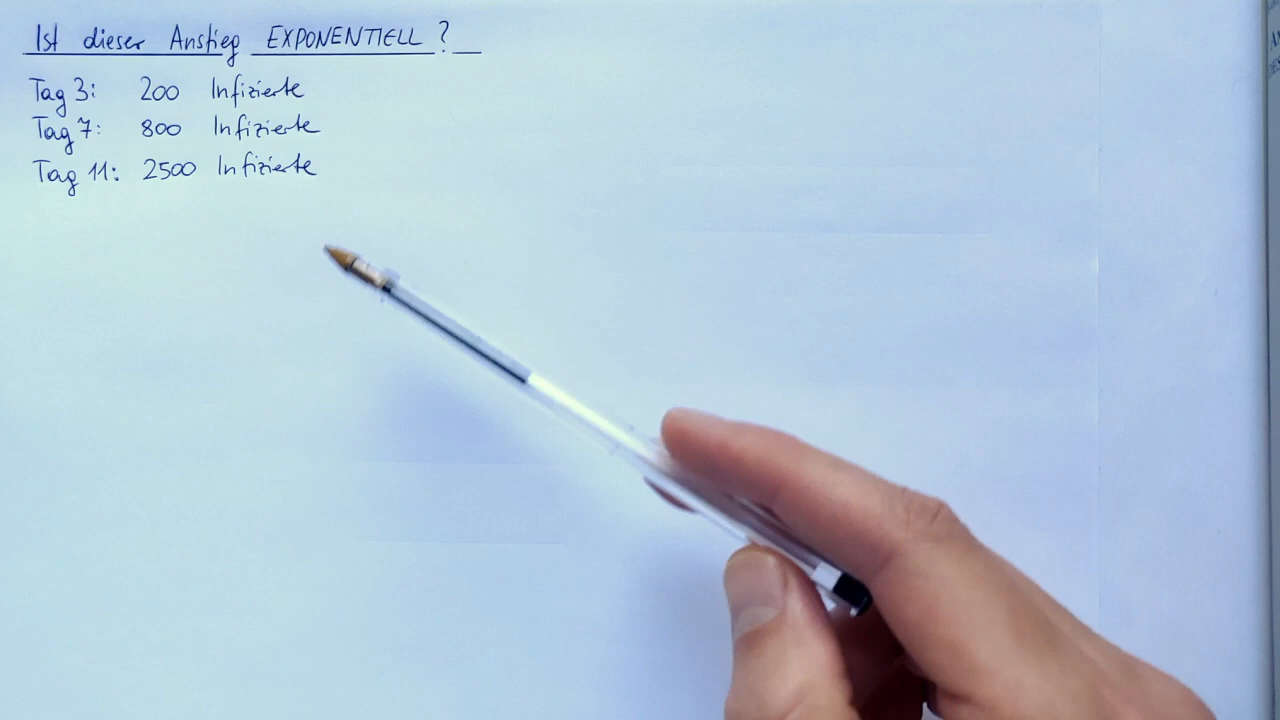 Ist dieser Anstieg EXPONENTIELL?
Tag 3: 200 Infizierte
Tag 7: 800 Infizierte
Tag 11: 2500 Infizierte